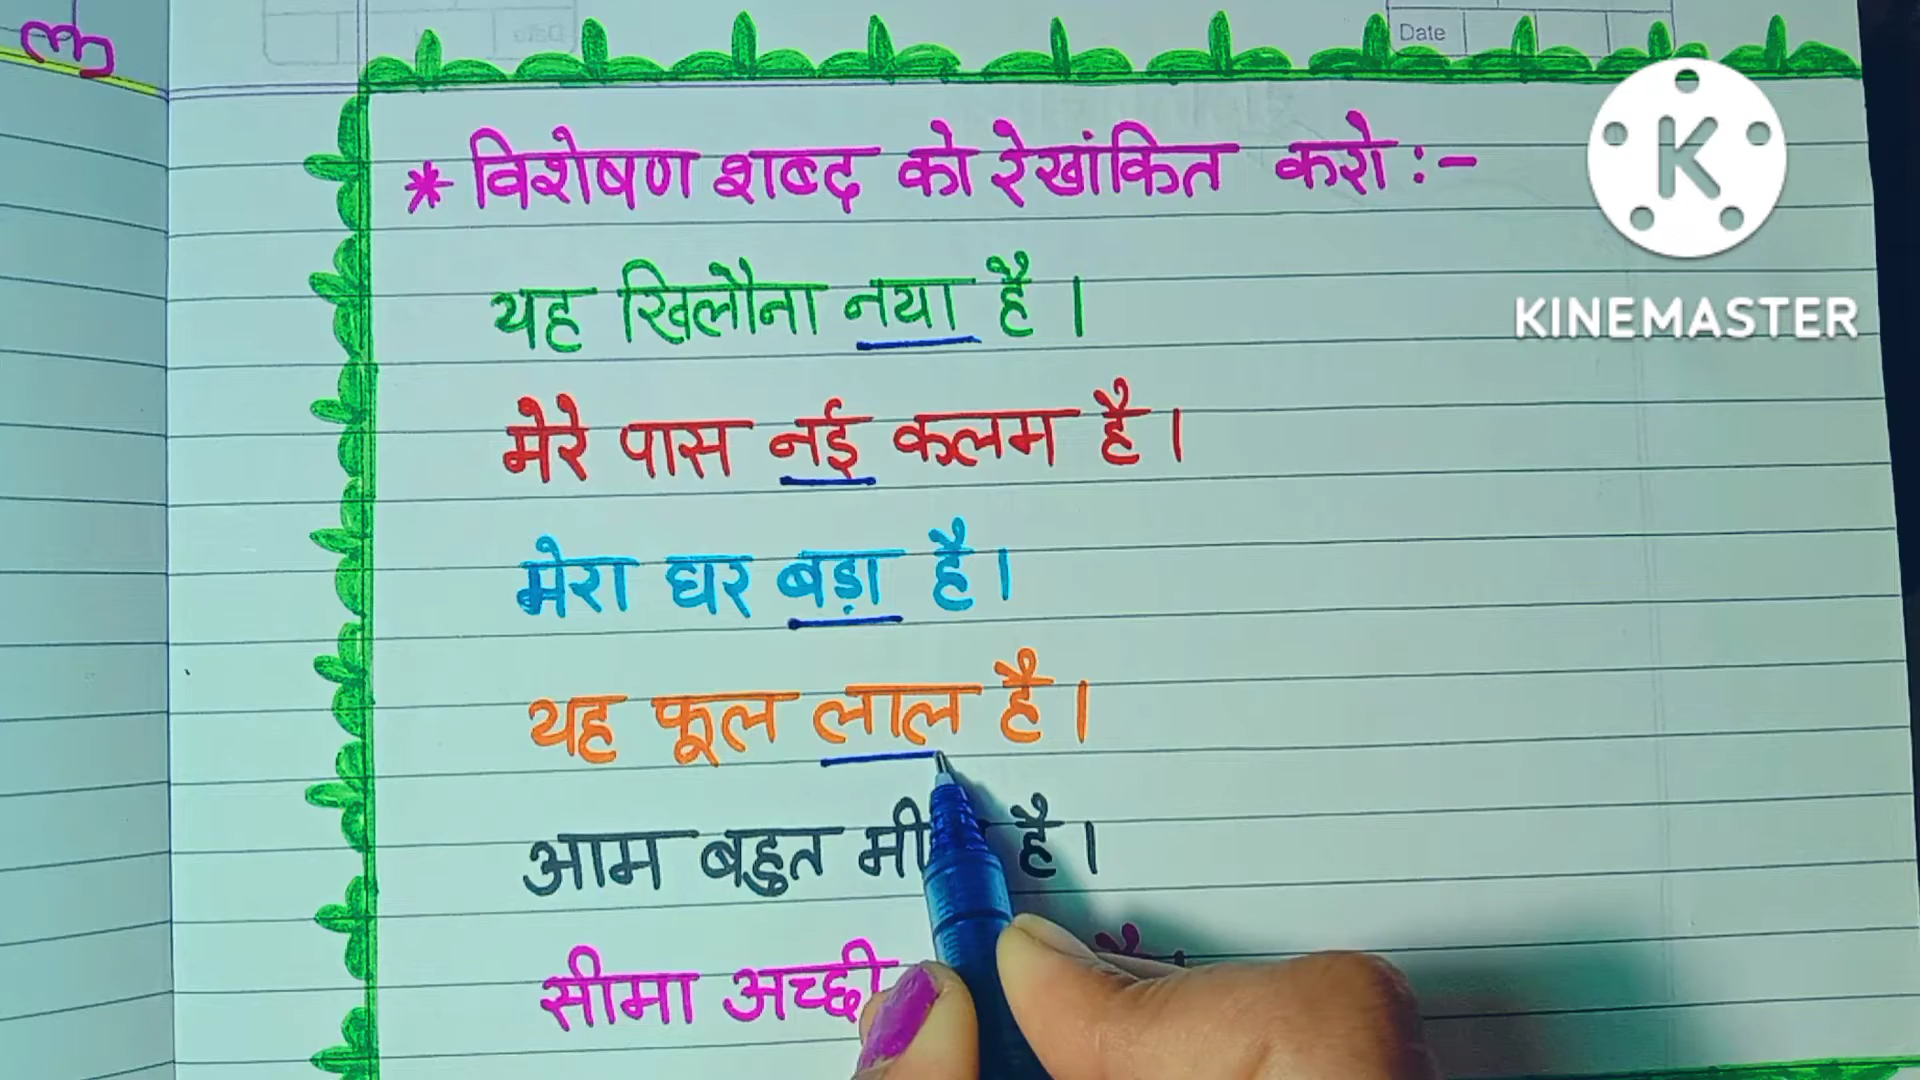 Date
* विशेषण शब्द को रेखांकित करो :-
यह खिलौना नया है ।
मेरे पास नई कलम है ।
मेरा घर बड़ा है ।
यह फूल लाल है ।
आम बहुत है ।
सीमा अच्छी है ।
K
KINEMASTER